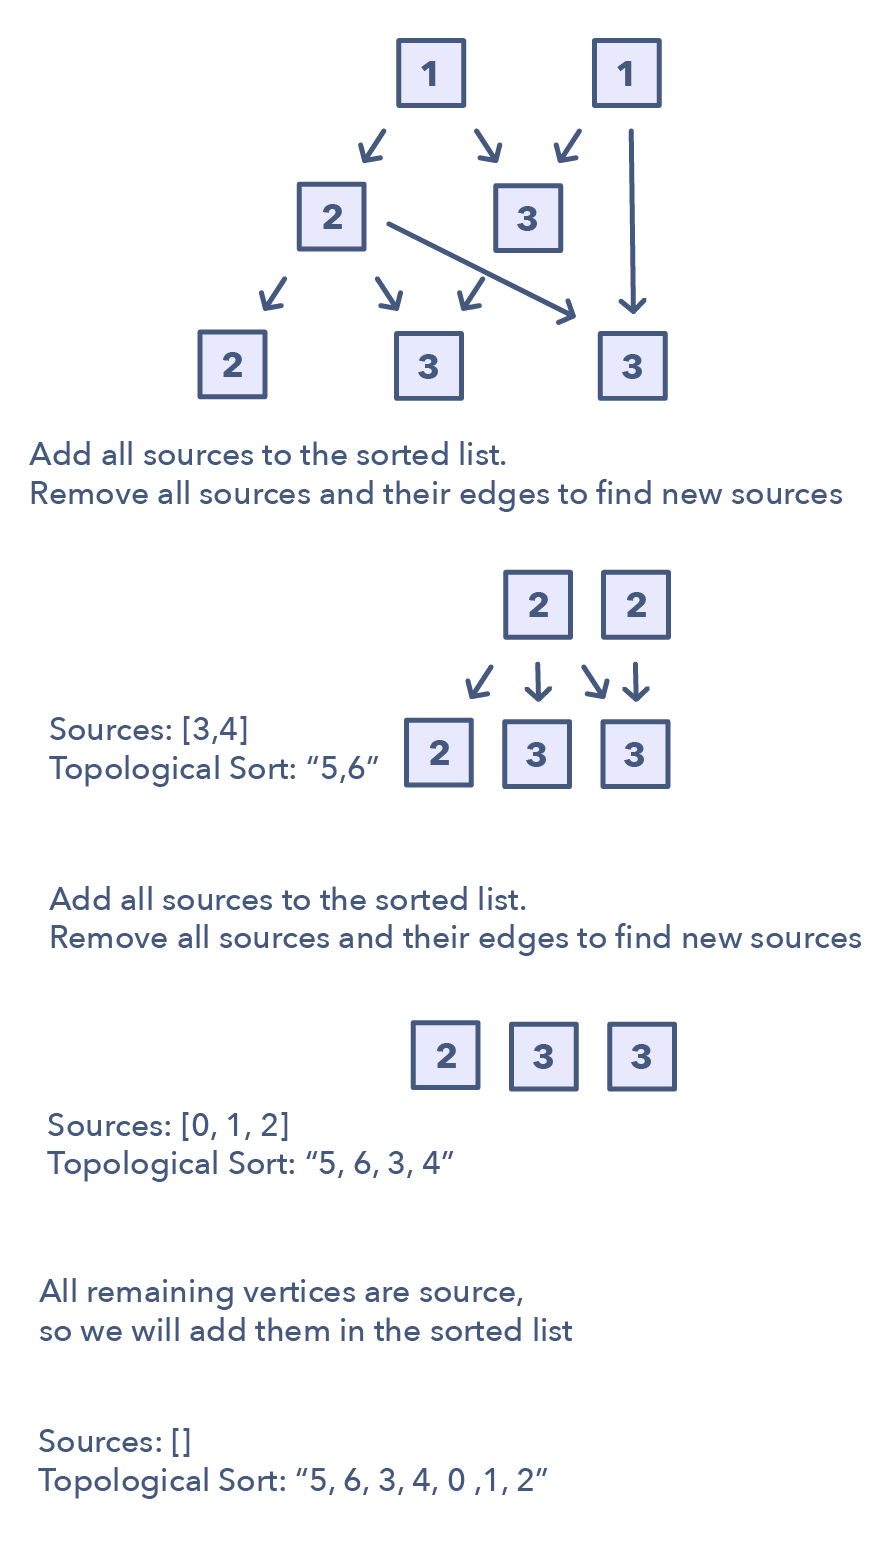 1 1
2 3
2 3 3
Add all sources to the sorted list.
Remove all sources and their edges to find new sources
2 2
2 3 3
Sources: [3,4]
Topological Sort: “5,6”
Add all sources to the sorted list.
Remove all sources and their edges to find new sources
2 3 3
Sources: [0, 1, 2]
Topological Sort: “5, 6, 3, 4”
All remaining vertices are source,
so we will add them in the sorted list
Sources: []
Topological Sort: “5, 6, 3, 4, 0 ,1, 2”